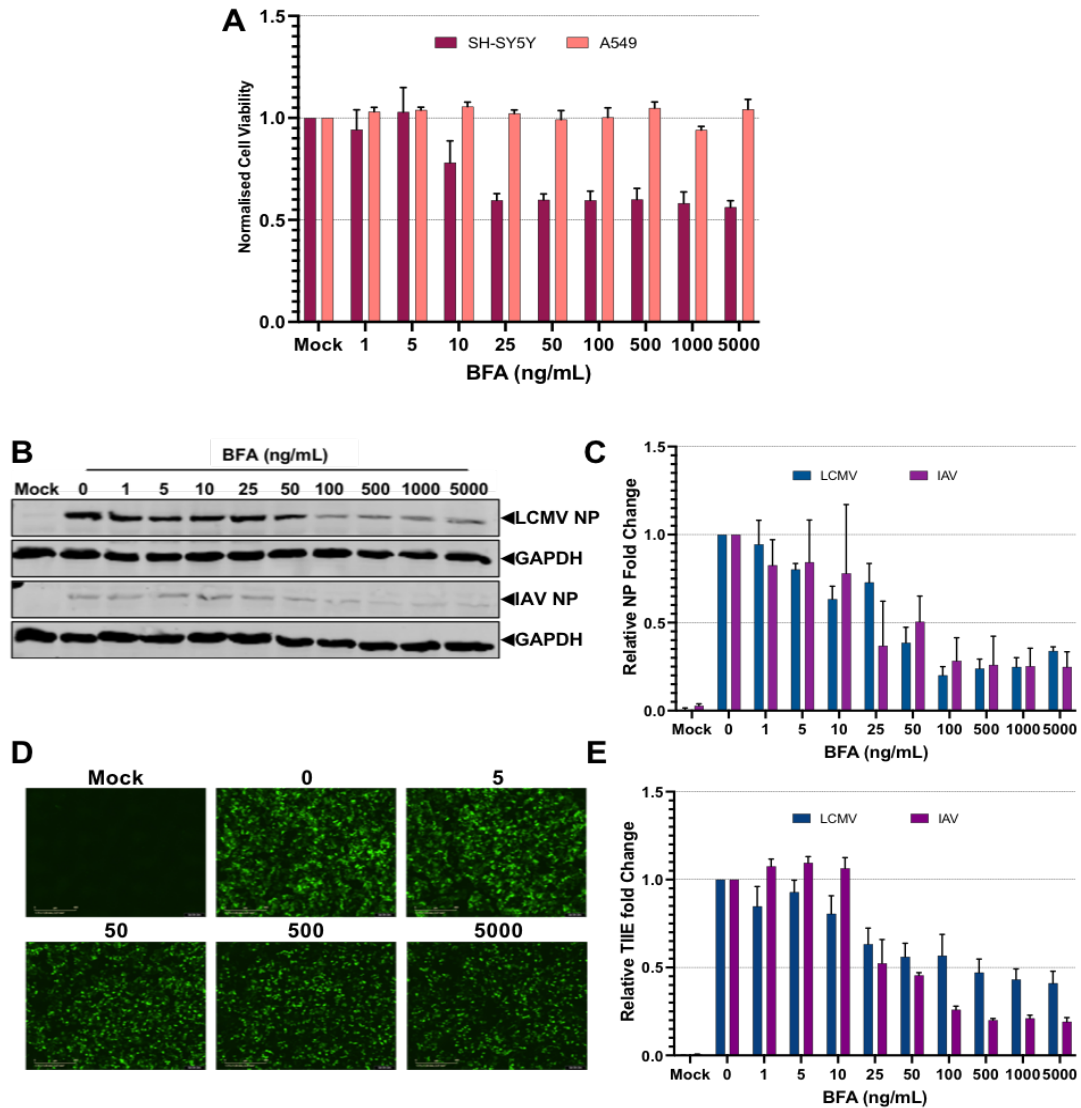 A
1.5
SH-SY5Y A549
1.0
0.5
0.0
Normalised Cell Viability
Mock 1 5 10 25 50 100 500 1000 5000
BFA (ng/mL)
B
BFA (ng/mL)
Mock 0 1 5 10 25 50 100 500 1000 5000
LCMV NP
GAPDH
IAV NP
GAPDH
C
1.5
LCMV IAV
1.0
0.5
0.0
Relative NP Fold Change
Mock 0 1 5 10 25 50 100 500 1000 5000
BFA (ng/mL)
D
Mock 0 5
50 500 5000
E
1.5
LCMV IAV
1.0
0.5
0.0
Relative TIIE fold Change
Mock 0 1 5 10 25 50 100 500 1000 5000
BFA (ng/mL)